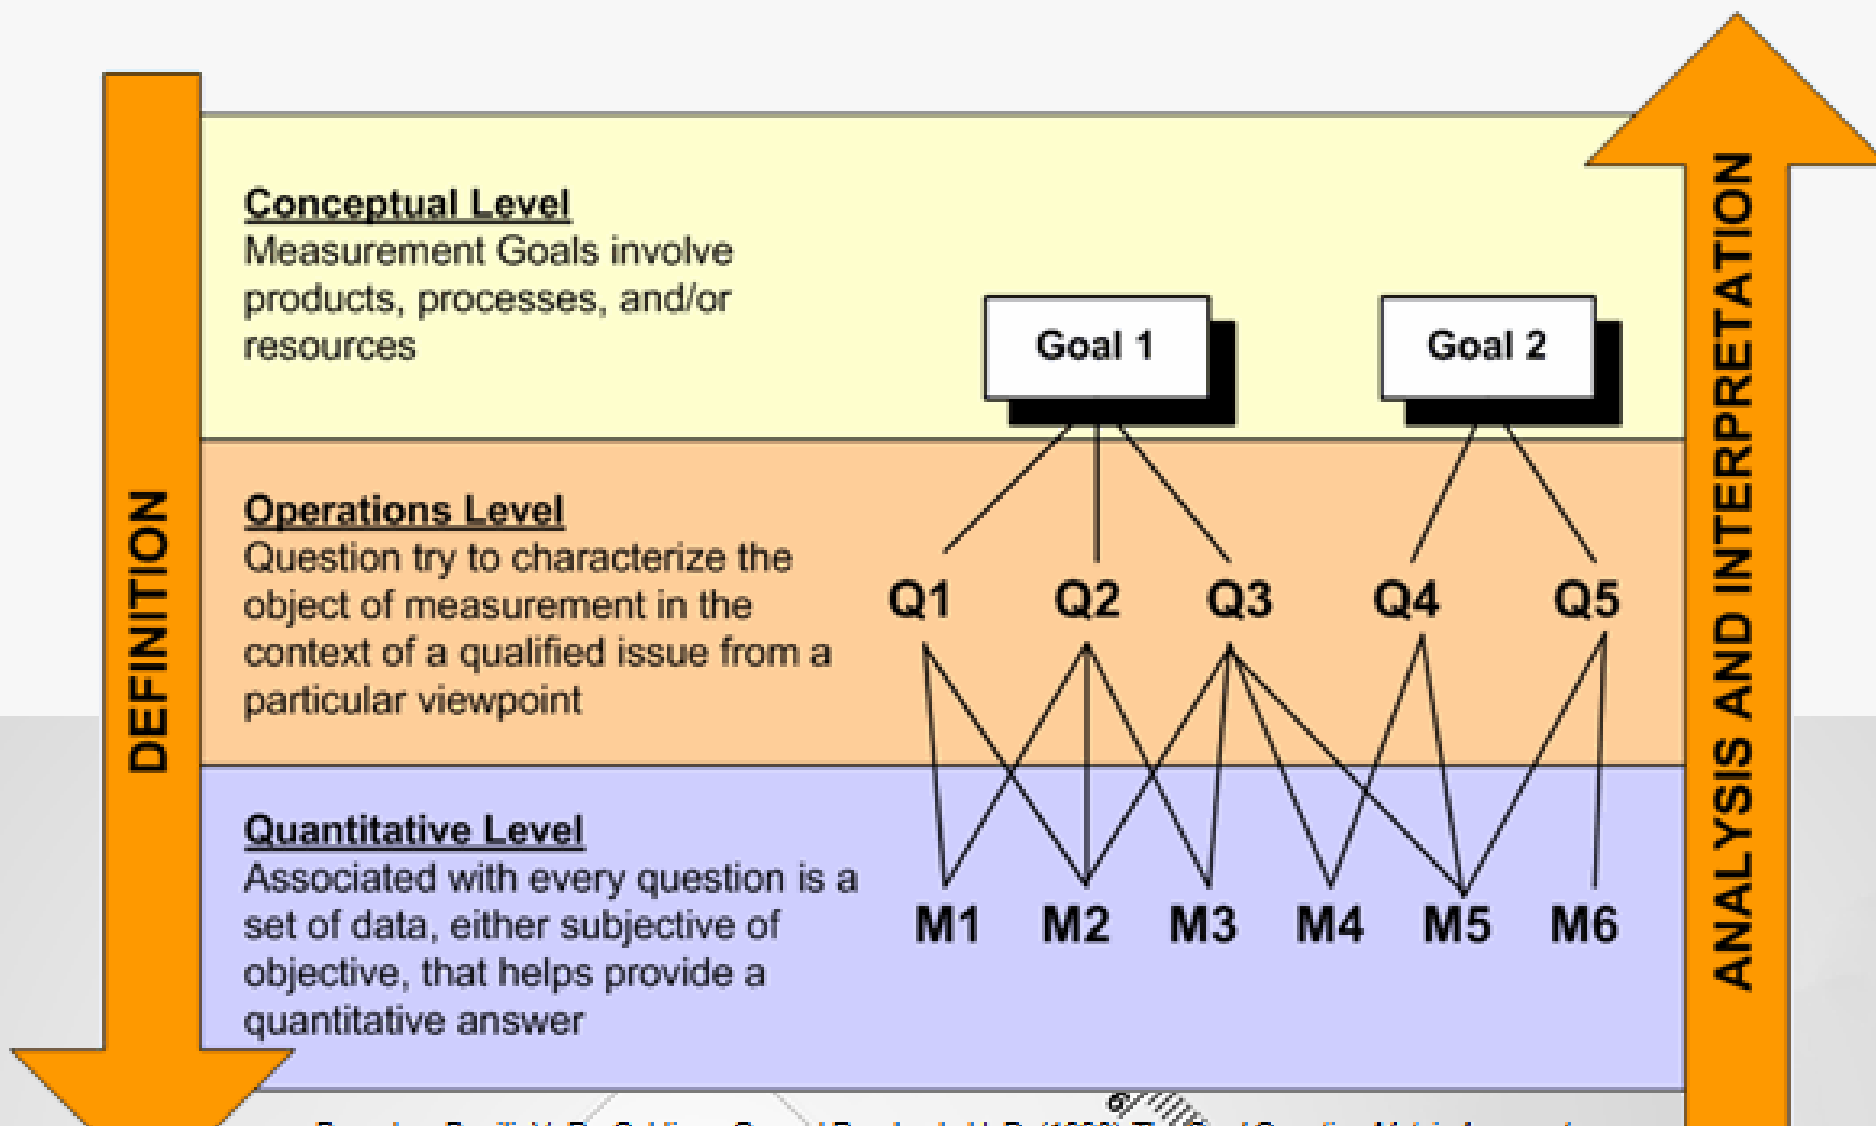 DEFINITION
Conceptual Level
Measurement Goals involve
products, processes, and/or
resources
Goal 1
Goal 2
Operations Level
Question try to characterize the
object of measurement in the
context of a qualified issue from a
particular viewpoint
Q1 Q2 Q3 Q4 Q5
Quantitative Level
Associated with every question is a
set of data, either subjective of
objective, that helps provide a
quantitative answer
M1 M2 M3 M4 M5 M6
ANALYSIS AND INTERPRETATION
6